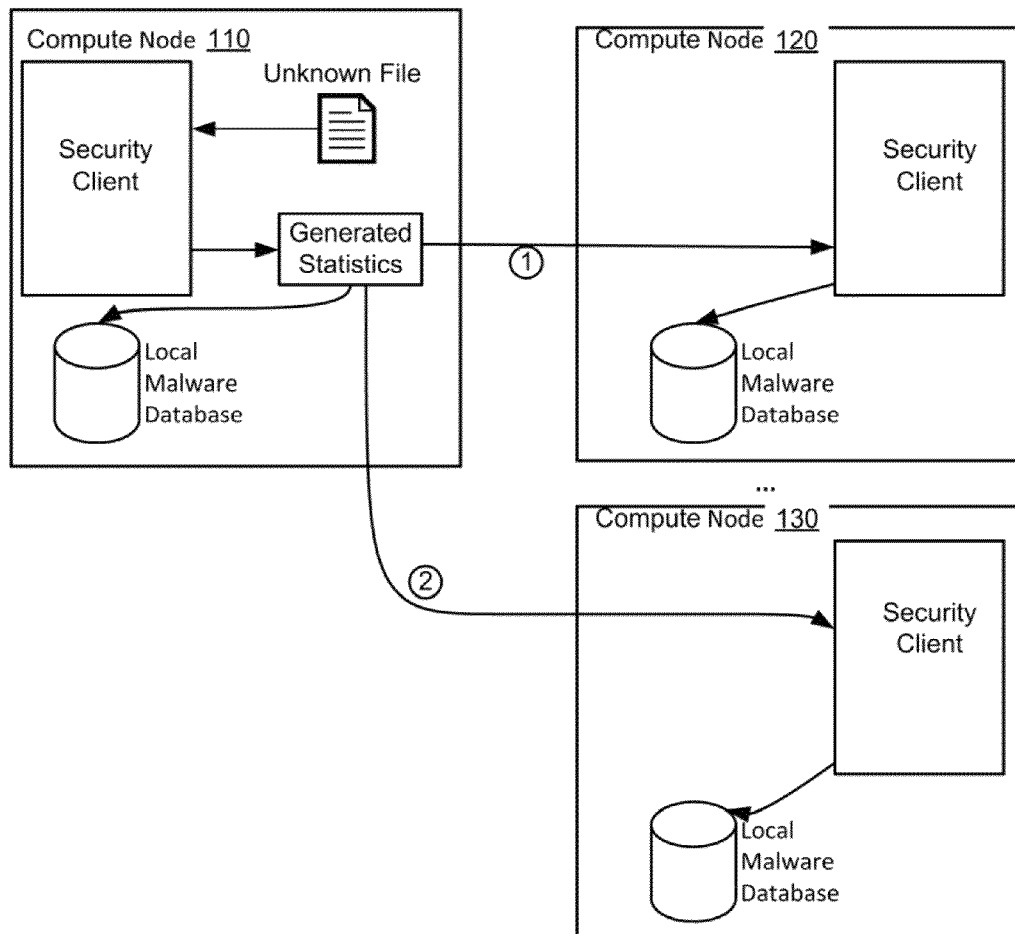 Compute Node 110
Unknown File
Security
Client
Generated
Statistics
Local
Malware
Database
1
Compute Node 120
Security
Client
Local
Malware
Database
...
Compute Node 130
2
Security
Client
Local
Malware
Database